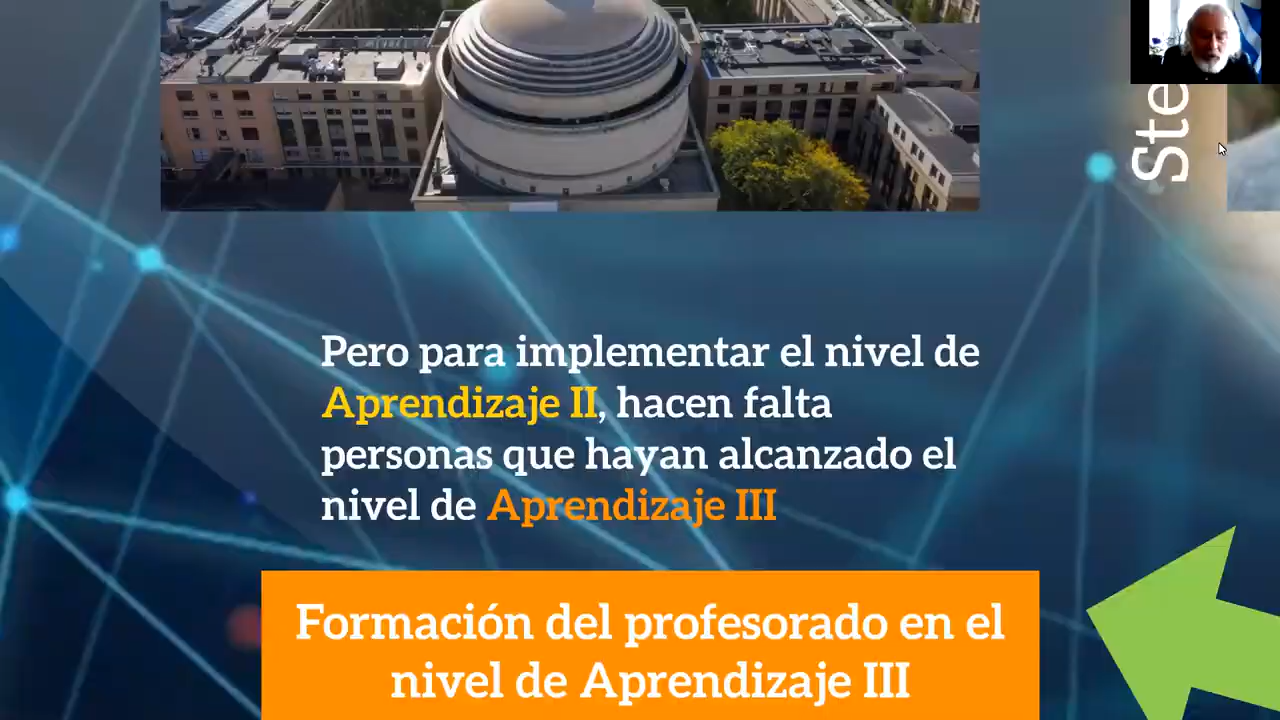 Ste
Pero para implementar el nivel de
Aprendizaje II, hacen falta
personas que hayan alcanzado el
nivel de Aprendizaje III
Formación del profesorado en el
nivel de Aprendizaje III